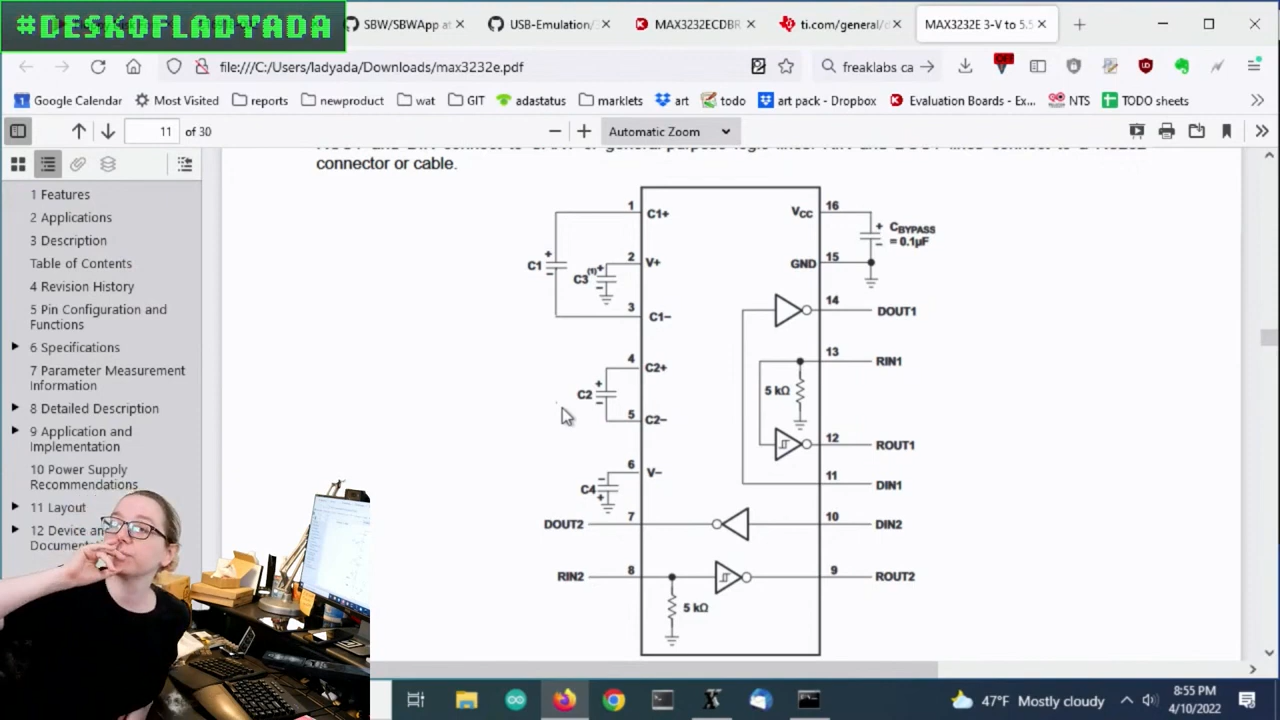 #DESKOFLADYADA
SBW/SBWApp at
USB-Emulation/
MAX3232ECDBR
ti.com/general/
MAX3232E 3-V to 5.5
file:///C:/Users/ladyada/Downloads/max3232e.pdf
freaklabs ca
Google Calendar
Most Visited
reports
newproduct
wat
GIT
adastatus
marklets
art
todo
art pack - Dropbox
Evaluation Boards - Ex...
NTS
TODO sheets
11 of 30
Automatic Zoom
1 Features
2 Applications
3 Description
Table of Contents
4 Revision History
5 Pin Configuration and
Functions
6 Specifications
7 Parameter Measurement
Information
8 Detailed Description
9 Application and
Implementation
10 Power Supply
Recommendations
11 Layout
12 Device an
Docume
connector or cable.
1 C1+
VCC 16
+ CBYPASS
− = 0.1µF
C1 + −
2 V+
C3(1) + −
GND 15
3 C1−
14 DOUT1
13 RIN1
4 C2+
5 kΩ
C2 + −
5 C2−
12 ROUT1
6 V−
11 DIN1
C4 − +
DOUT2 7
10 DIN2
RIN2 8
9 ROUT2
5 kΩ
47°F Mostly cloudy
8:55 PM
4/10/2022